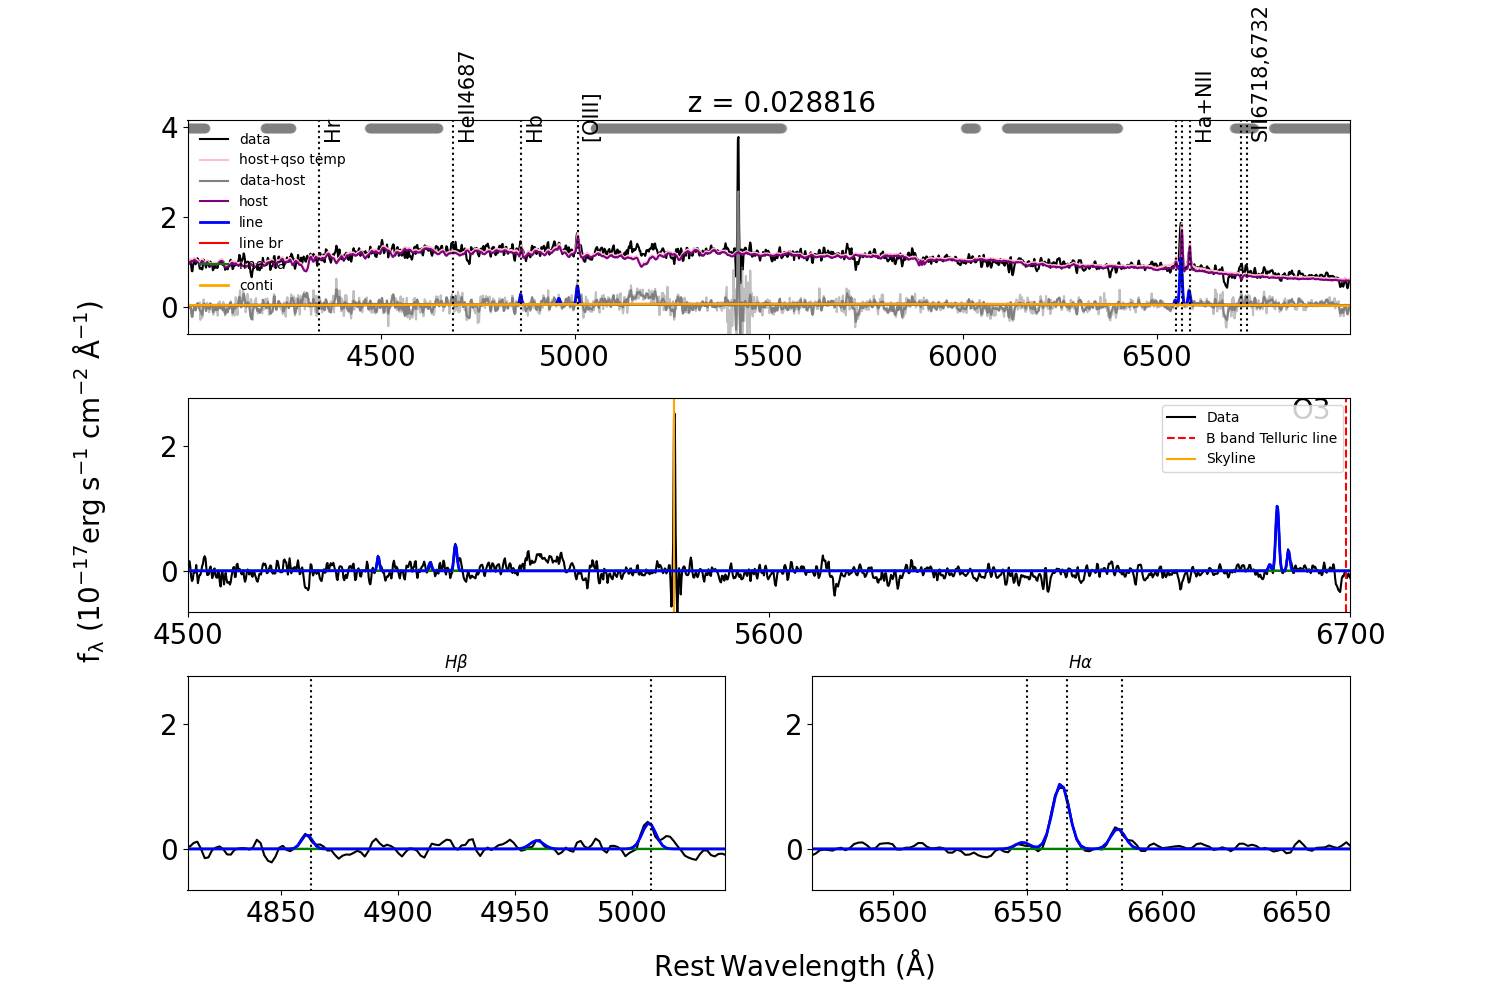 z = 0.028816
Hr
HeII4687
Hb
[OIII]
Ha+NII
SII6718,6732
data
host+qso temp
data-host
host
line
line br
conti
4
2
0
4500 5000 5500 6000 6500
O3
Data
B band Telluric line
Skyline
2
0
4500 5600 6700
fλ (10⁻¹⁷erg s⁻¹ cm⁻² Å⁻¹)
Hβ
2
0
4850 4900 4950 5000
Hα
2
0
6500 6550 6600 6650
Rest Wavelength (Å)